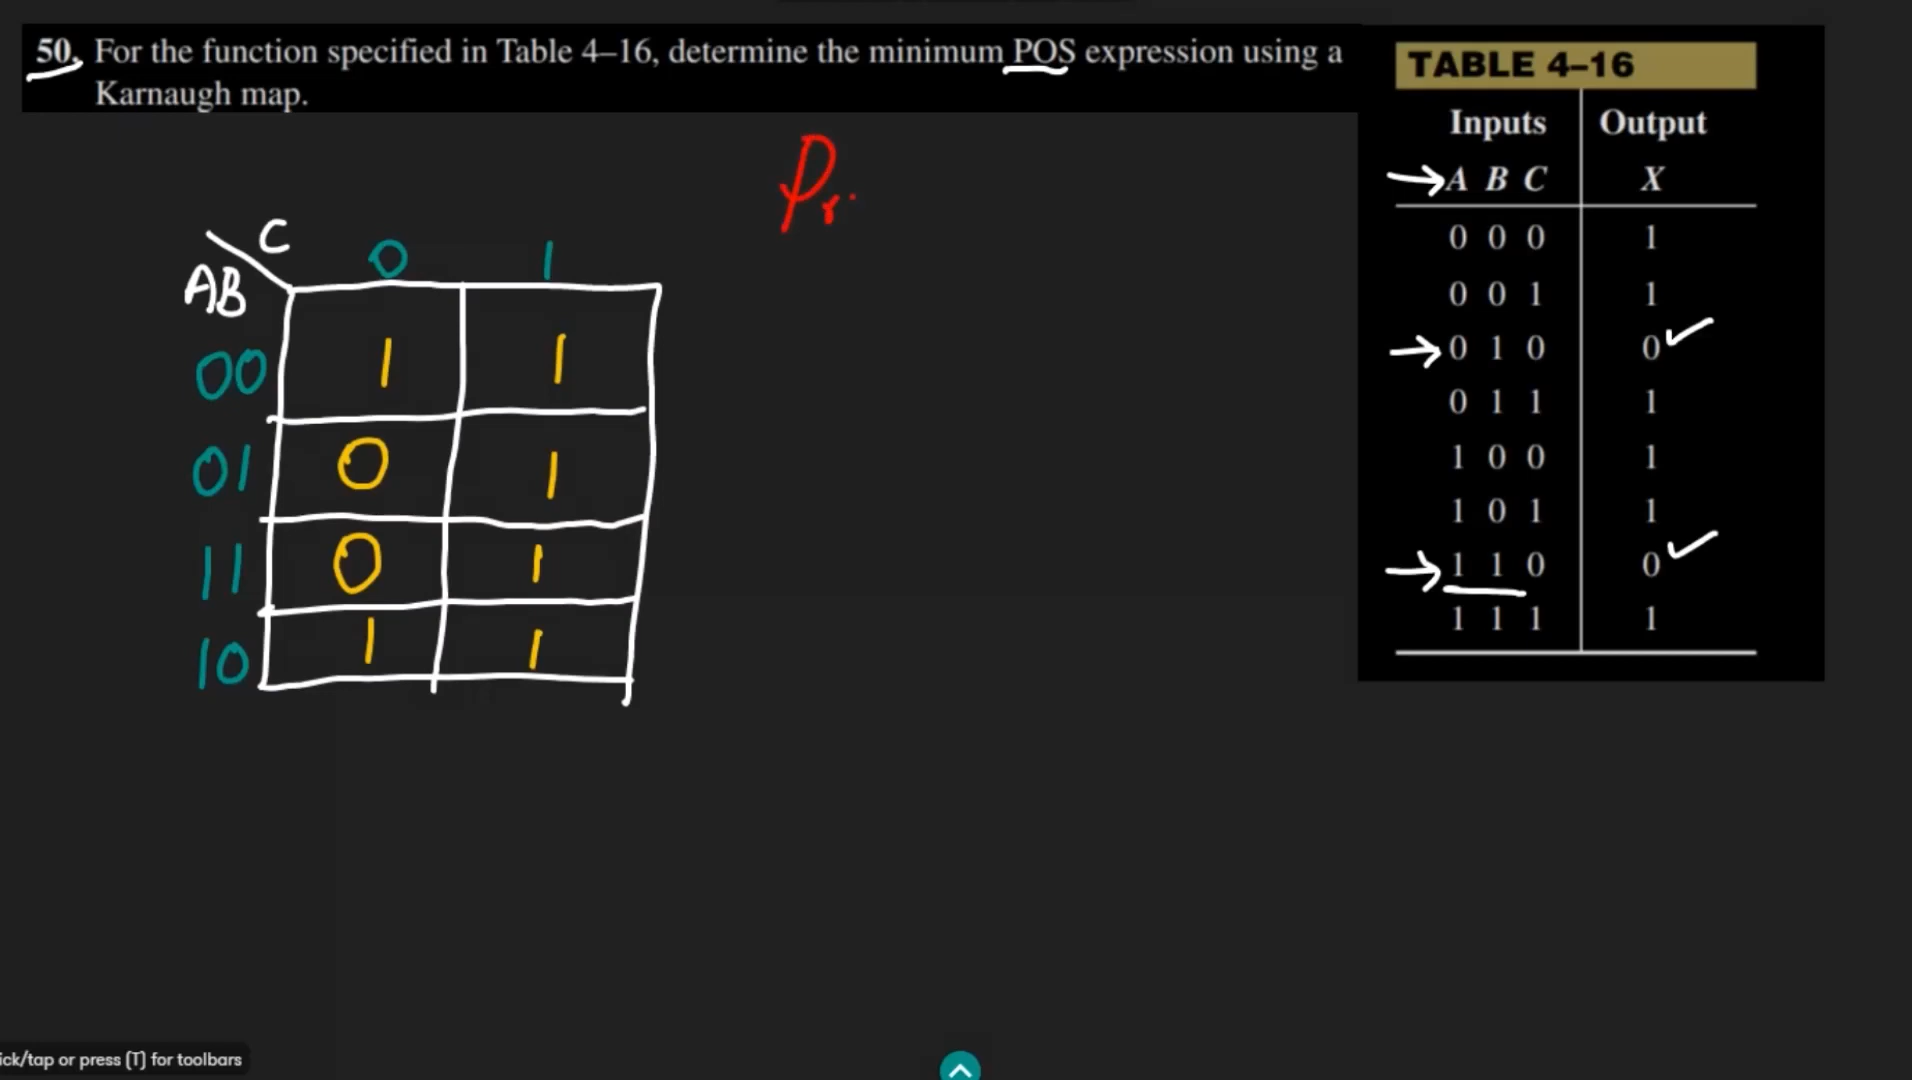 50. For the function specified in Table 4–16, determine the minimum POS expression using a
Karnaugh map.
Pr
C
AB
0 1
00 1 1
01 0 1
11 0 1
10 1 1
TABLE 4–16
Inputs Output
A B C X
0 0 0 1
0 0 1 1
0 1 0 0
0 1 1 1
1 0 0 1
1 0 1 1
1 1 0 0
1 1 1 1
ick/tap or press (T) for toolbars